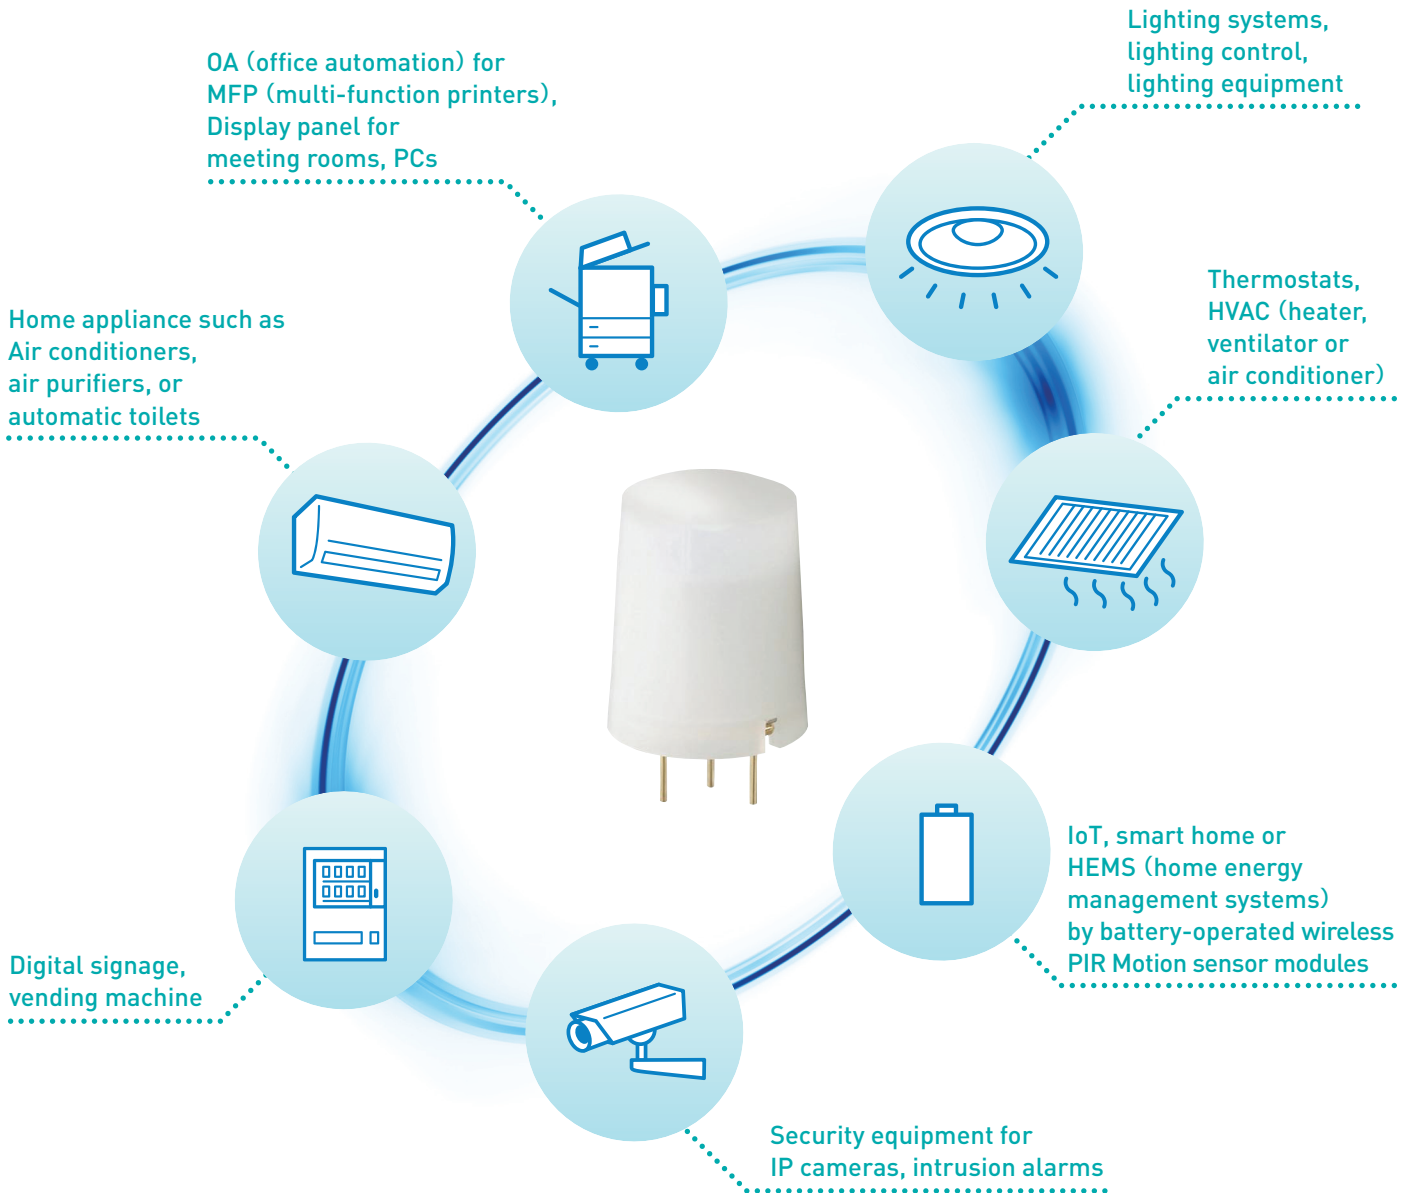 OA (office automation) for
MFP (multi-function printers),
Display panel for
meeting rooms, PCs
Lighting systems,
lighting control,
lighting equipment
Thermostats,
HVAC (heater,
ventilator or
air conditioner)
Home appliance such as
Air conditioners,
air purifiers, or
automatic toilets
IoT, smart home or
HEMS (home energy
management systems)
by battery-operated wireless
PIR Motion sensor modules
Digital signage,
vending machine
Security equipment for
IP cameras, intrusion alarms